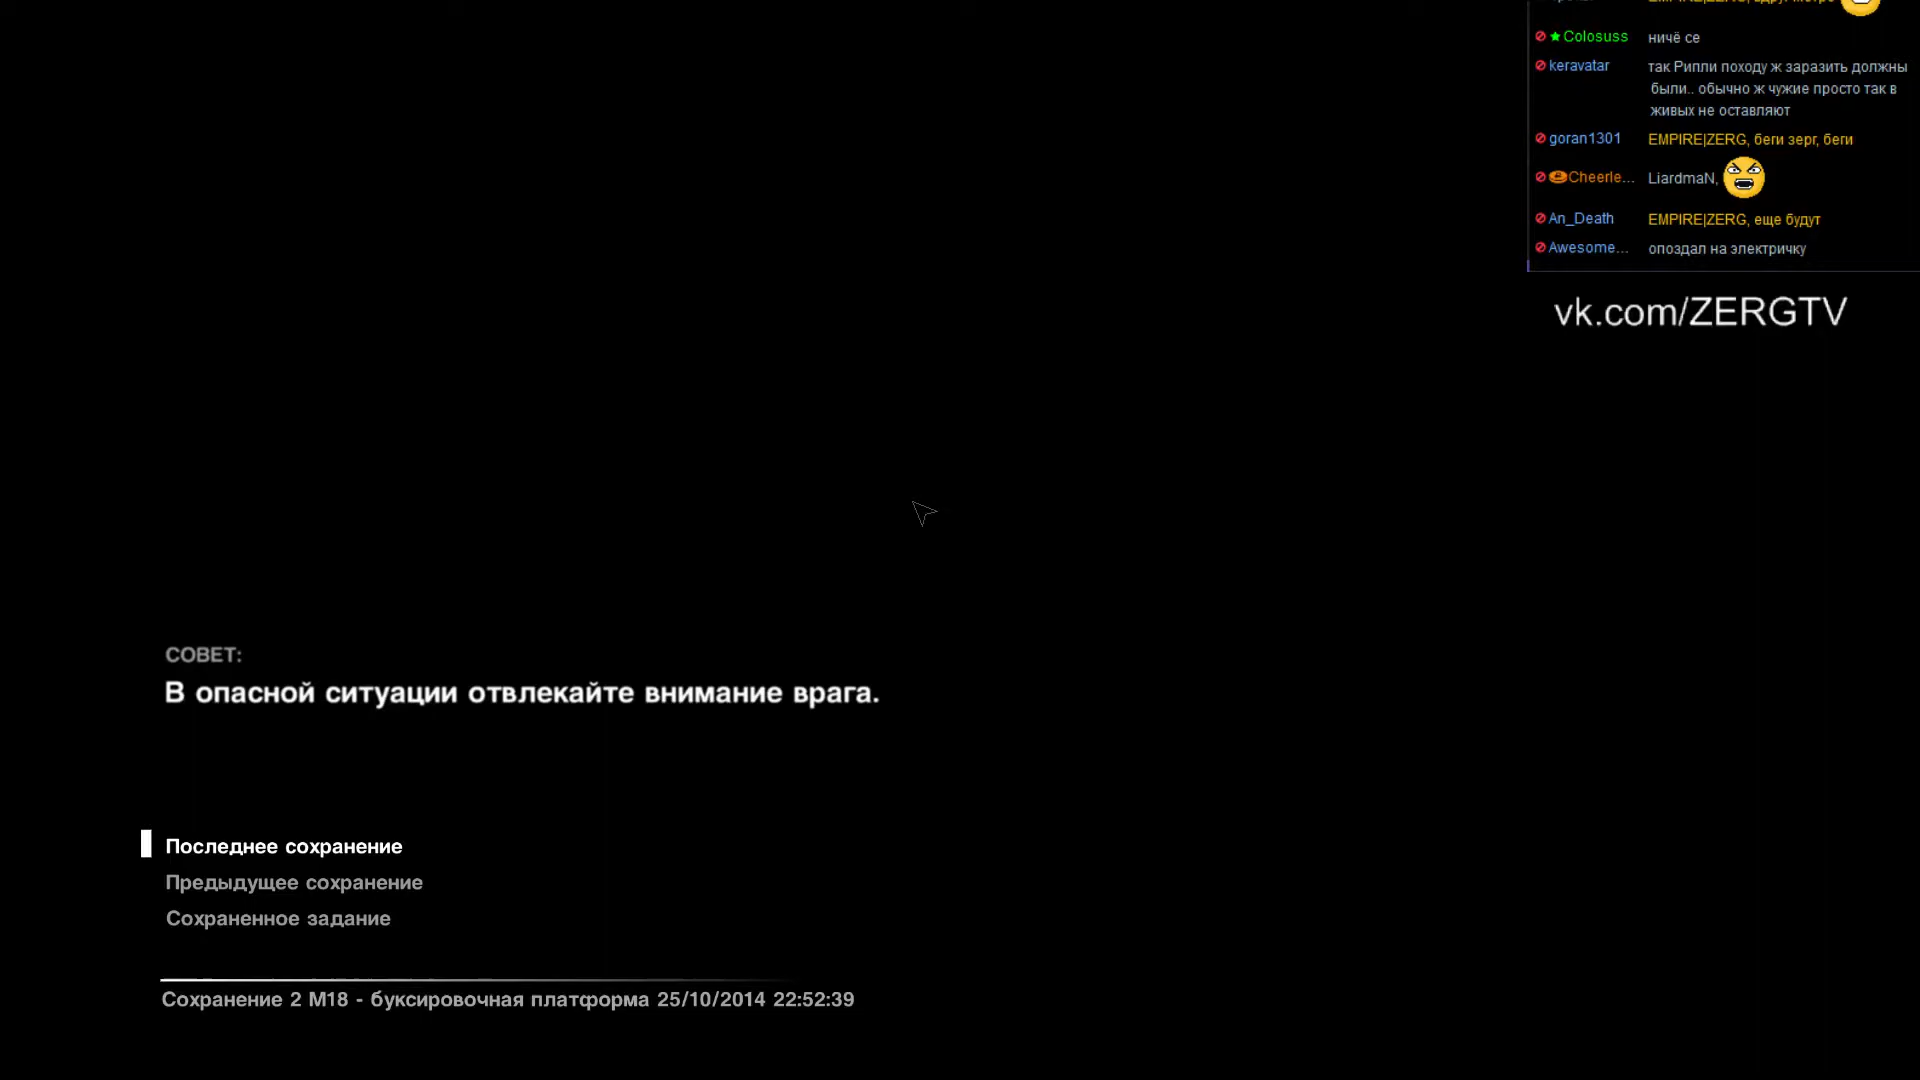 Colosuss ничё се
keravatar так Рипли походу ж заразить должны
были.. обычно ж чужие просто так в
живых не оставляют
goran1301 EMPIRE|ZERG, беги зерг, беги
Cheerle... LiardmaN,
An_Death EMPIRE|ZERG, еще будут
Awesome... опоздал на электричку
vk.com/ZERGTV
СОВЕТ:
В опасной ситуации отвлекайте внимание врага.
Последнее сохранение
Предыдущее сохранение
Сохраненное задание
Сохранение 2 М18 - буксировочная платформа 25/10/2014 22:52:39